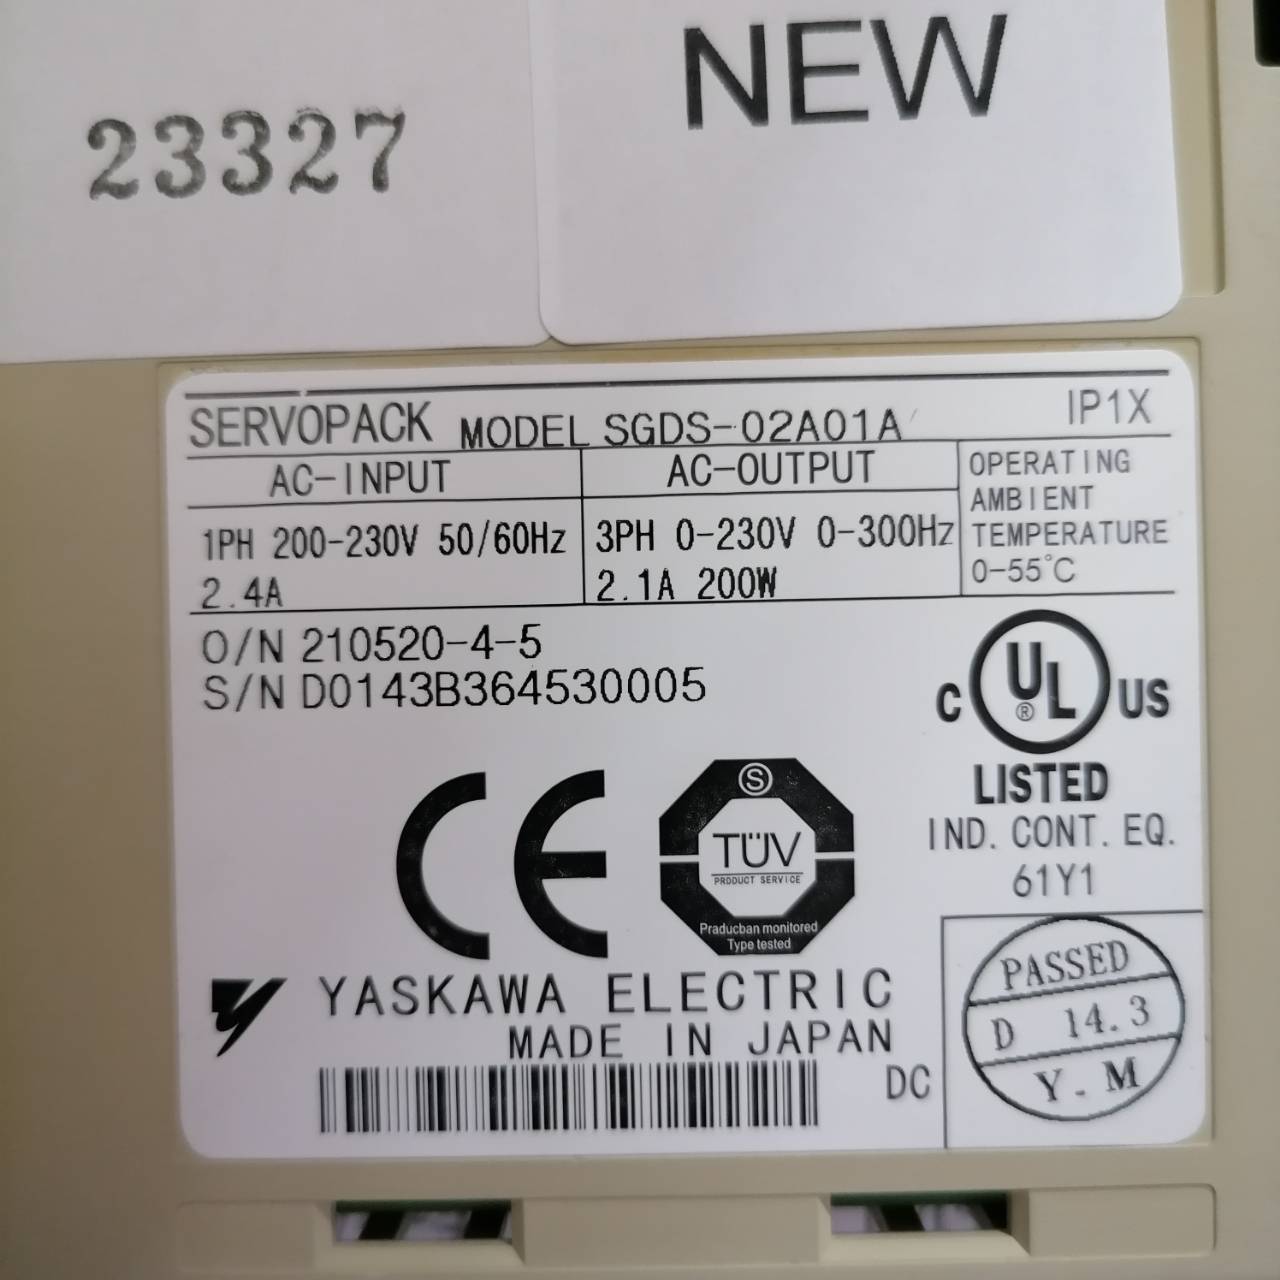 23327
NEW
SERVOPACK MODEL SGDS-02A01A IP1X
AC-INPUT
1PH 200-230V 50/60Hz
2.4A
AC-OUTPUT
3PH 0-230V 0-300Hz
2.1A 200W
OPERATING
AMBIENT
TEMPERATURE
0-55°C
O/N 210520-4-5
S/N D0143B364530005
C UL ® US
LISTED
IND. CONT. EQ.
61Y1
CE
S
TÜV
PRODUCT SERVICE
Praducban monitored
Type tested
YASKAWA ELECTRIC
MADE IN JAPAN
DC
PASSED
D 14.3
Y.M